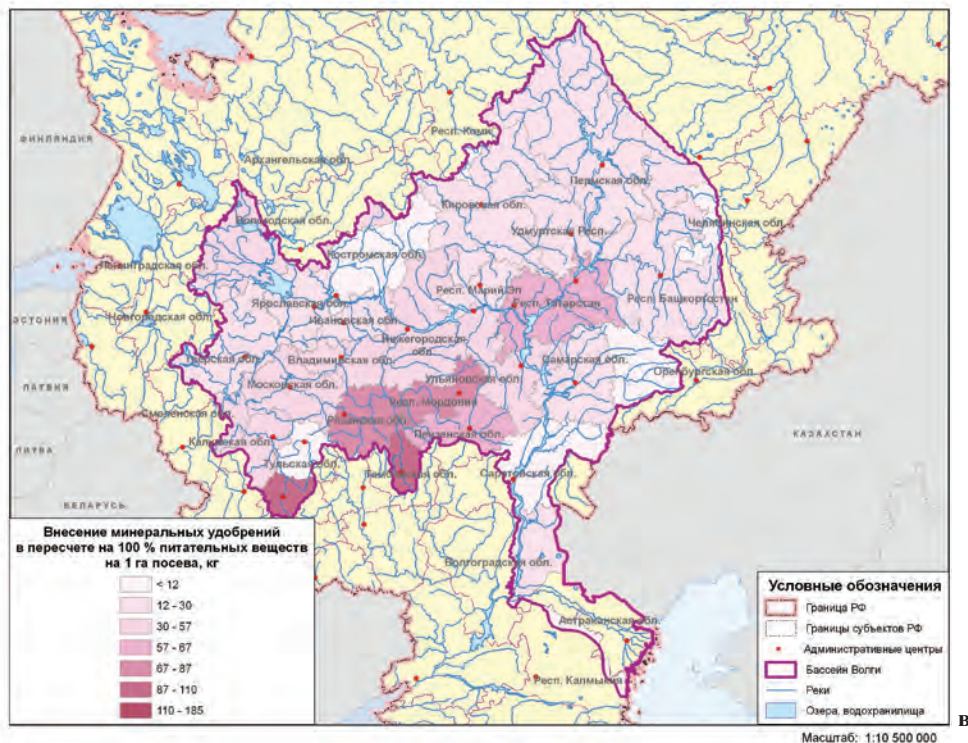 ФИНЛЯНДИЯ
Респ. Коми
Архангельская обл.
Пермская обл.
Вологодская обл.
Кировская обл.
Челябинская обл.
Удмуртская Респ.
Костромская обл.
Ленинградская обл.
Респ. Марий Эл
Респ. Татарстан
Респ. Башкортостан
Ярославская обл.
Ивановская обл.
ЭСТОНИЯ
Новгородская обл.
Нижегородская обл.
Самарская обл.
Тверская обл.
Владимирская обл.
Оренбургская обл.
ЛАТВИЯ
Московская обл.
Ульяновская обл.
Респ. Мордовия
Смоленская обл.
Рязанская обл.
Пензенская обл.
КАЗАХСТАН
ЛИТВА
Калужская обл.
Тульская обл.
Тамбовская обл.
Саратовская обл.
БЕЛАРУСЬ
Волгоградская обл.
Астраханская обл.
Респ. Калмыкия
Внесение минеральных удобрений
в пересчете на 100 % питательных веществ
на 1 га посева, кг
< 12
12 - 30
30 - 57
57 - 67
67 - 87
87 - 110
110 - 185
Условные обозначения
Граница РФ
Границы субъектов РФ
Административные центры
Бассейн Волги
Реки
Озера, водохранилища
Масштаб: 1:10 500 000
в